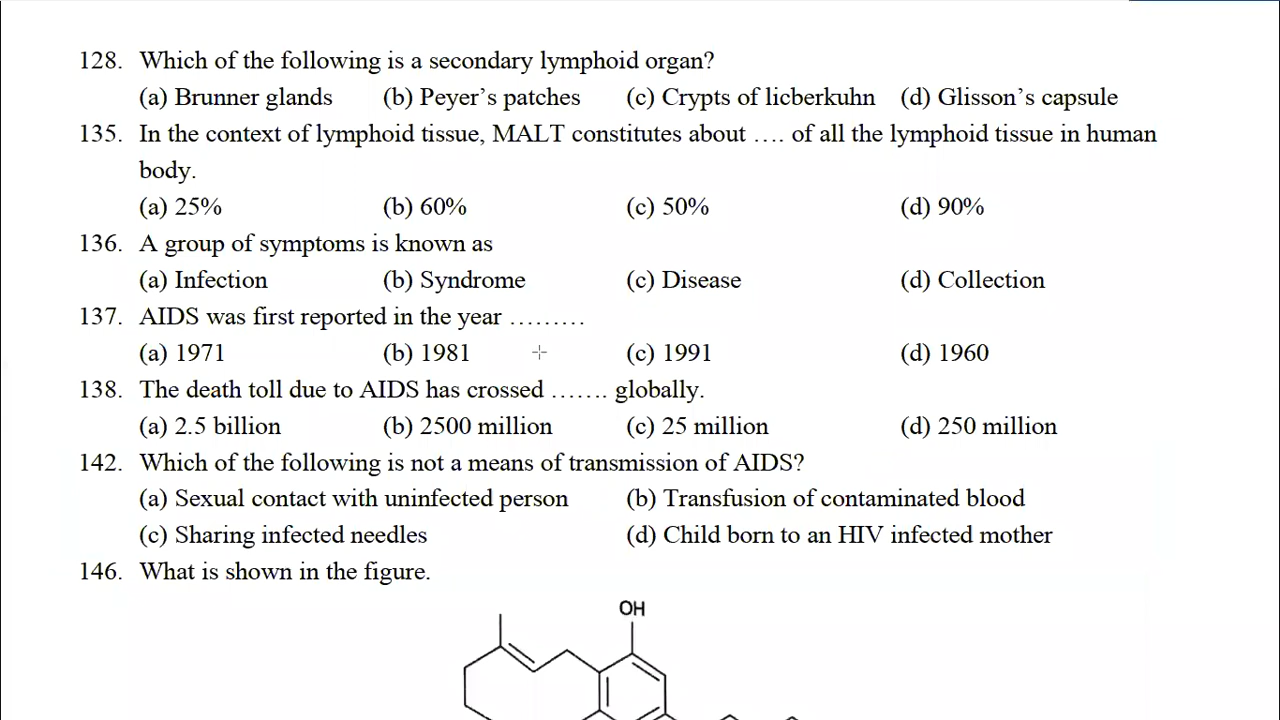 128. Which of the following is a secondary lymphoid organ?
(a) Brunner glands (b) Peyer's patches (c) Crypts of licberkuhn (d) Glisson's capsule
135. In the context of lymphoid tissue, MALT constitutes about …. of all the lymphoid tissue in human
body.
(a) 25% (b) 60% (c) 50% (d) 90%
136. A group of symptoms is known as
(a) Infection (b) Syndrome (c) Disease (d) Collection
137. AIDS was first reported in the year ………
(a) 1971 (b) 1981 (c) 1991 (d) 1960
138. The death toll due to AIDS has crossed ……. globally.
(a) 2.5 billion (b) 2500 million (c) 25 million (d) 250 million
142. Which of the following is not a means of transmission of AIDS?
(a) Sexual contact with uninfected person (b) Transfusion of contaminated blood
(c) Sharing infected needles (d) Child born to an HIV infected mother
146. What is shown in the figure.
OH